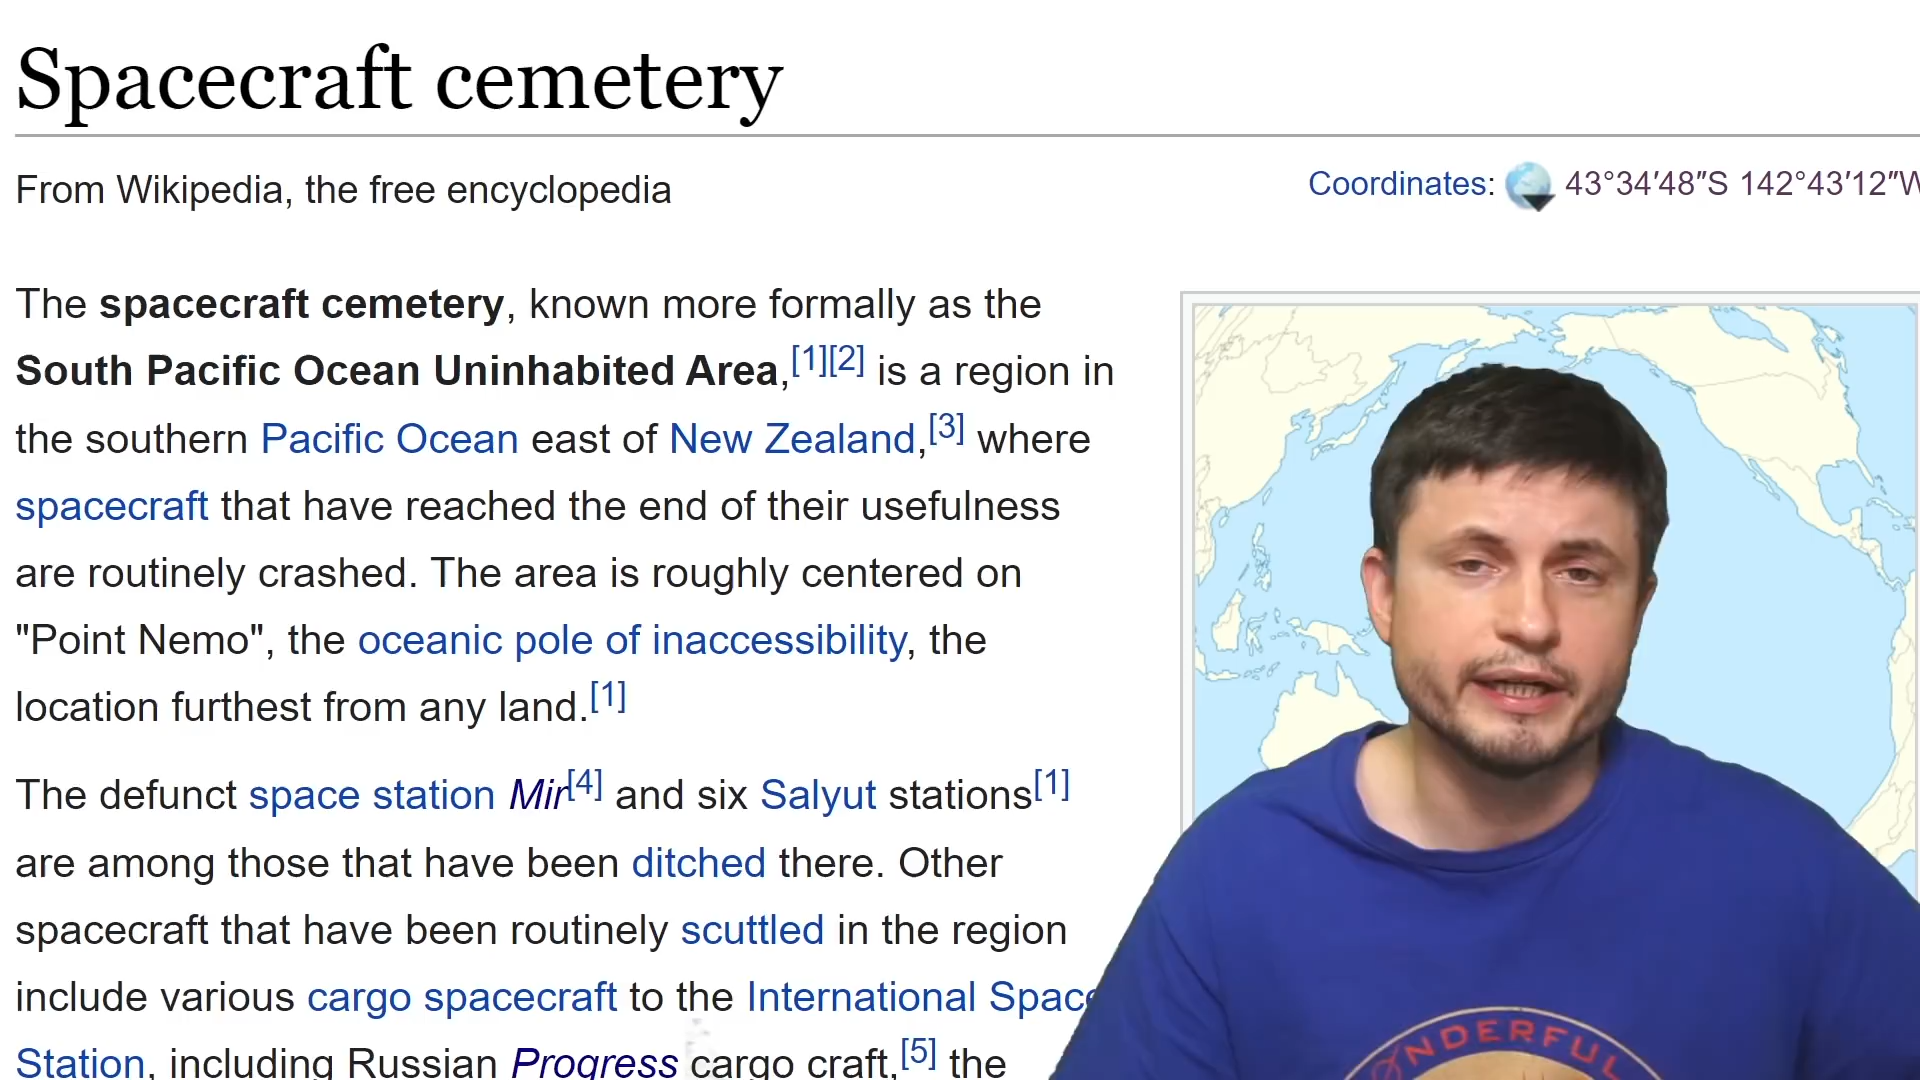 Spacecraft cemetery
From Wikipedia, the free encyclopedia
Coordinates: 43°34′48″S 142°43′12″W
The spacecraft cemetery, known more formally as the
South Pacific Ocean Uninhabited Area,[1][2] is a region in
the southern Pacific Ocean east of New Zealand,[3] where
spacecraft that have reached the end of their usefulness
are routinely crashed. The area is roughly centered on
"Point Nemo", the oceanic pole of inaccessibility, the
location furthest from any land.[1]
The defunct space station Mir[4] and six Salyut stations[1]
are among those that have been ditched there. Other
spacecraft that have been routinely scuttled in the region
include various cargo spacecraft to the International Space
Station, including Russian Progress cargo craft,[5] the
ONDERFUL